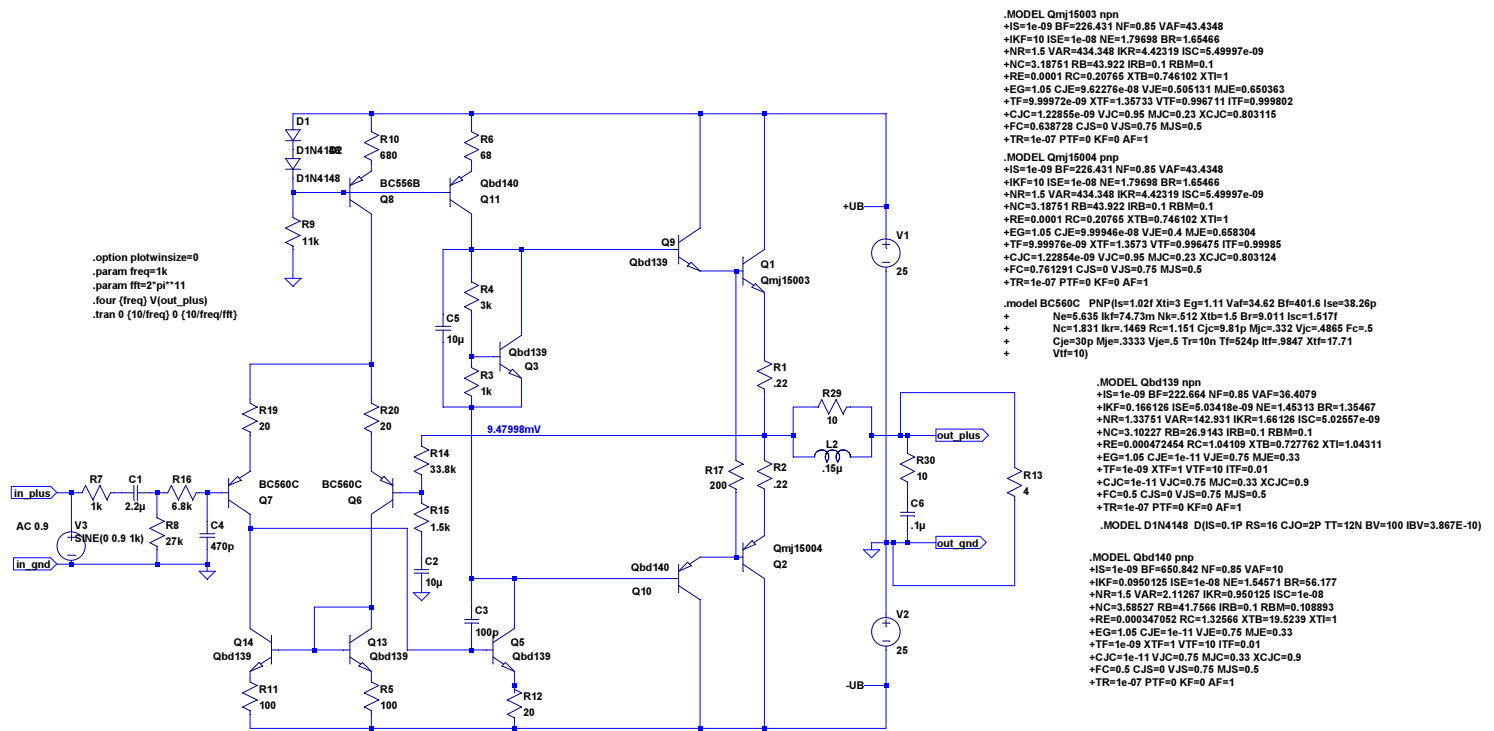 .MODEL Qmj15003 npn
+IS=1e-09 BF=226.431 NF=0.85 VAF=43.4348
+IKF=10 ISE=1e-08 NE=1.79698 BR=1.65466
+NR=1.5 VAR=434.348 IKR=4.42319 ISC=5.49997e-09
+NC=3.18751 RB=43.922 IRB=0.1 RBM=0.1
+RE=0.0001 RC=0.20765 XTB=0.746102 XTI=1
+EG=1.05 CJE=9.62276e-08 VJE=0.505131 MJE=0.650363
+TF=9.99972e-09 XTF=1.35733 VTF=0.996711 ITF=0.999802
+CJC=1.22855e-09 VJC=0.95 MJC=0.23 XCJC=0.803115
+FC=0.638728 CJS=0 VJS=0.75 MJS=0.5
+TR=1e-07 PTF=0 KF=0 AF=1
.MODEL Qmj15004 pnp
+IS=1e-09 BF=226.431 NF=0.85 VAF=43.4348
+IKF=10 ISE=1e-08 NE=1.79698 BR=1.65466
+NR=1.5 VAR=434.348 IKR=4.42319 ISC=5.49997e-09
+NC=3.18751 RB=43.922 IRB=0.1 RBM=0.1
+RE=0.0001 RC=0.20765 XTB=0.746102 XTI=1
+EG=1.05 CJE=9.99946e-08 VJE=0.4 MJE=0.658304
+TF=9.99976e-09 XTF=1.3573 VTF=0.996475 ITF=0.99985
+CJC=1.22854e-09 VJC=0.95 MJC=0.23 XCJC=0.803124
+FC=0.761291 CJS=0 VJS=0.75 MJS=0.5
+TR=1e-07 PTF=0 KF=0 AF=1
.model BC560C PNP(Is=1.02f Xti=3 Eg=1.11 Vaf=34.62 Bf=401.6 Ise=38.26p
+ Ne=5.635 Ikf=74.73m Nk=.512 Xtb=1.5 Br=9.011 Isc=1.517f
+ Nc=1.831 Ikr=.1469 Rc=1.151 Cjc=9.81p Mjc=.332 Vjc=.4865 Fc=.5
+ Cje=30p Mje=.3333 Vje=.5 Tr=10n Tf=524p Itf=.9847 Xtf=17.71
+ Vtf=10)
.MODEL Qbd139 npn
+IS=1e-09 BF=222.664 NF=0.85 VAF=36.4079
+IKF=0.166126 ISE=5.03418e-09 NE=1.45313 BR=1.35467
+NR=1.33751 VAR=142.931 IKR=1.66126 ISC=5.02557e-09
+NC=3.10227 RB=26.9143 IRB=0.1 RBM=0.1
+RE=0.000472454 RC=1.04109 XTB=0.727762 XTI=1.04311
+EG=1.05 CJE=1e-11 VJE=0.75 MJE=0.33
+TF=1e-09 XTF=1 VTF=10 ITF=0.01
+CJC=1e-11 VJC=0.75 MJC=0.33 XCJC=0.9
+FC=0.5 CJS=0 VJS=0.75 MJS=0.5
+TR=1e-07 PTF=0 KF=0 AF=1
.MODEL D1N4148 D(IS=0.1P RS=16 CJO=2P TT=12N BV=100 IBV=3.867E-10)
.MODEL Qbd140 pnp
+IS=1e-09 BF=650.842 NF=0.85 VAF=10
+IKF=0.0950125 ISE=1e-08 NE=1.54571 BR=56.177
+NR=1.5 VAR=2.11267 IKR=0.950125 ISC=1e-08
+NC=3.58527 RB=41.7566 IRB=0.1 RBM=0.108893
+RE=0.000347052 RC=1.32566 XTB=19.5239 XTI=1
+EG=1.05 CJE=1e-11 VJE=0.75 MJE=0.33
+TF=1e-09 XTF=1 VTF=10 ITF=0.01
+CJC=1e-11 VJC=0.75 MJC=0.33 XCJC=0.9
+FC=0.5 CJS=0 VJS=0.75 MJS=0.5
+TR=1e-07 PTF=0 KF=0 AF=1
.option plotwinsize=0
.param freq=1k
.param fft=2*pi**11
.four {freq} V(out_plus)
.tran 0 {10/freq} 0 {10/freq/fft}
D1
D1N4148
D2
D1N4148
R10
680
R6
68
BC556B
Q8
Qbd140
Q11
R9
11k
+UB
V1
25
Q9
Qbd139
Q1
Qmj15003
R4
3k
C5
10µ
Qbd139
Q3
R3
1k
R1
.22
R29
10
R19
20
R20
20
9.47998mV
R14
33.8k
L2
.15µ
out_plus
R17
200
R2
.22
R30
10
R13
4
in_plus
R7
1k
C1
2.2µ
R16
6.8k
BC560C
Q7
BC560C
Q6
R15
1.5k
AC 0.9
V3
SINE(0 0.9 1k)
R8
27k
C4
470p
C6
.1µ
out_gnd
in_gnd
C2
10µ
Qmj15004
Q2
Qbd140
Q10
C3
100p
V2
25
Q14
Qbd139
Q13
Qbd139
Q5
Qbd139
R11
100
R5
100
R12
20
-UB